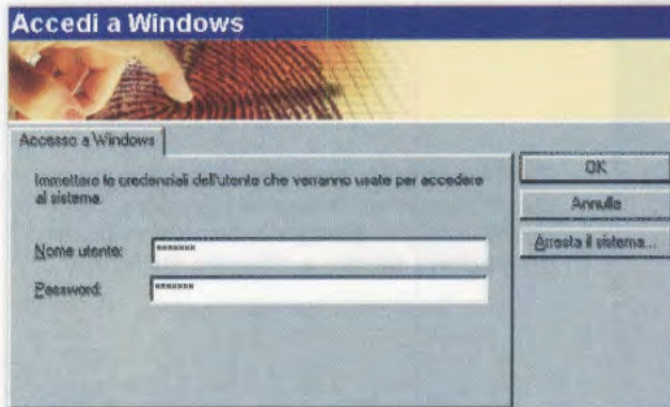 Accedi a Windows
Accesso a Windows
Immettere le credenziali dell'utente che verranno usate per accedere
al sistema.
Nome utente: *******
Password: *******
OK
Annulla
Arresta il sistema...